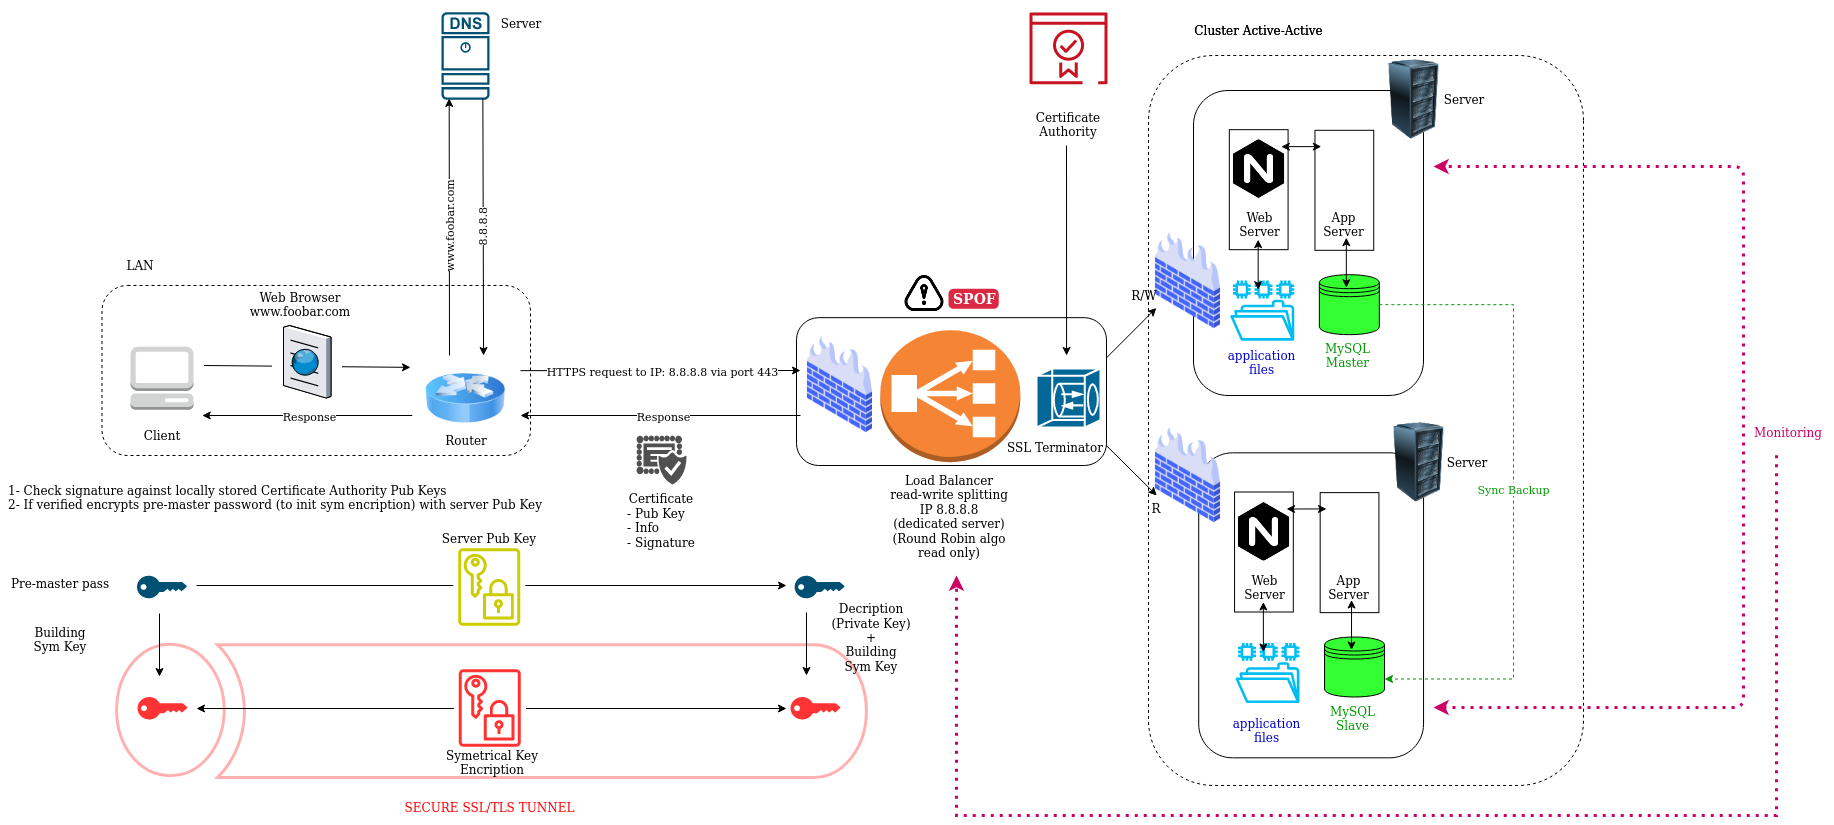 DNS
Server
Certificate
Authority
Cluster Active-Active
Server
Web
Server
App
Server
application
files
MySQL
Master
R/W
www.foobar.com
8.8.8.8
LAN
Web Browser
www.foobar.com
Client
Response
Router
HTTPS request to IP: 8.8.8.8 via port 443
Response
SPOF
SSL Terminator
Load Balancer
read-write splitting
IP 8.8.8.8
(dedicated server)
(Round Robin algo
read only)
Certificate
- Pub Key
- Info
- Signature
R
Server
Web
Server
App
Server
application
files
MySQL
Slave
Sync Backup
Monitoring
1- Check signature against locally stored Certificate Authority Pub Keys
2- If verified encrypts pre-master password (to init sym encription) with server Pub Key
Server Pub Key
Pre-master pass
Building
Sym Key
Decription
(Private Key)
+
Building
Sym Key
Symetrical Key
Encription
SECURE SSL/TLS TUNNEL